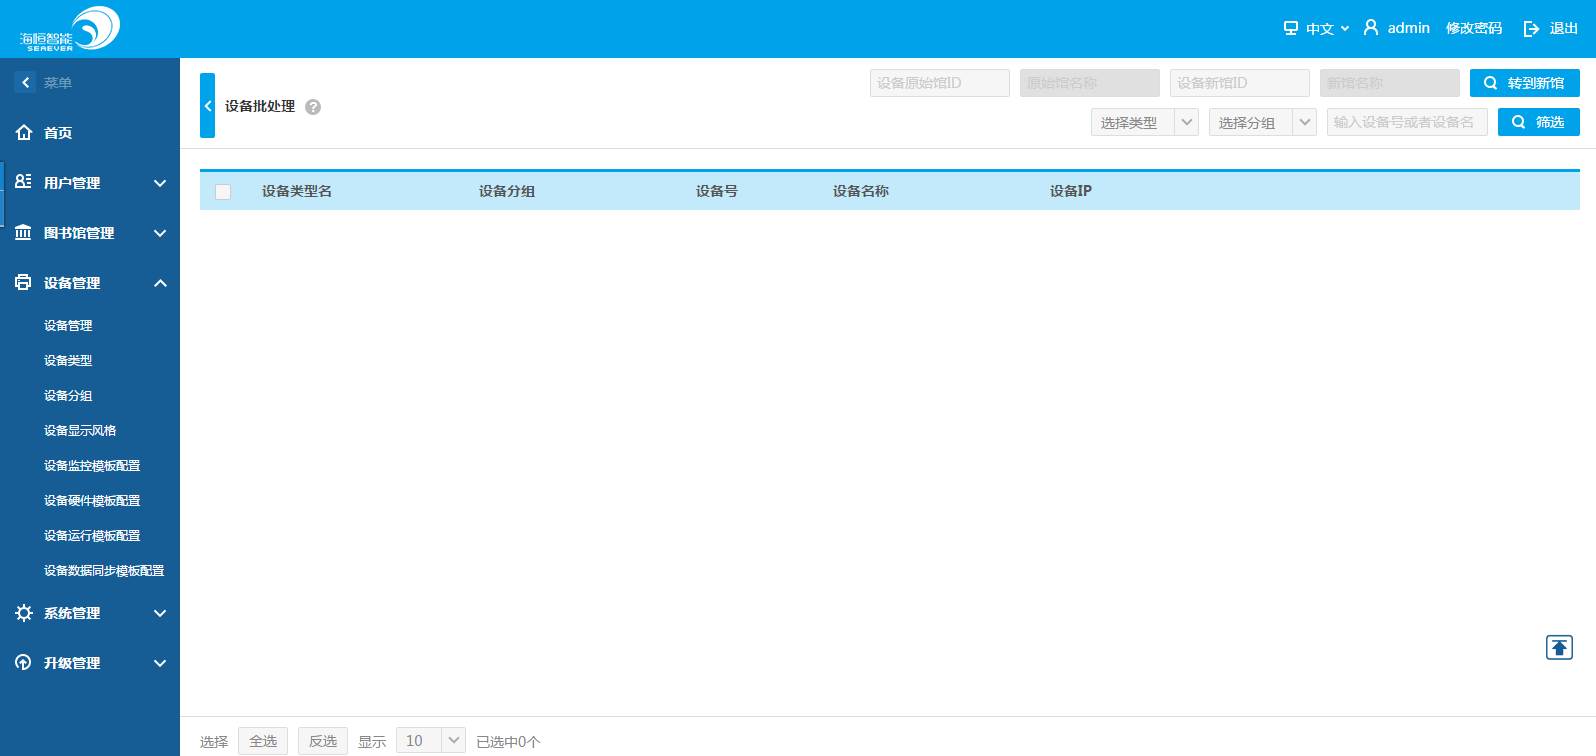 海恒智能
SEAEVER
中文
admin
修改密码
退出
菜单
首页
用户管理
图书馆管理
设备管理
设备管理
设备类型
设备分组
设备显示风格
设备监控模板配置
设备硬件模板配置
设备运行模板配置
设备数据同步模板配置
系统管理
升级管理
设备批处理 ?
设备原始馆ID 原始馆名称 设备新馆ID 新馆名称 转到新馆
选择类型 选择分组 输入设备号或者设备名 筛选
设备类型名 设备分组 设备号 设备名称 设备IP
选择 全选 反选 显示 10 已选中0个